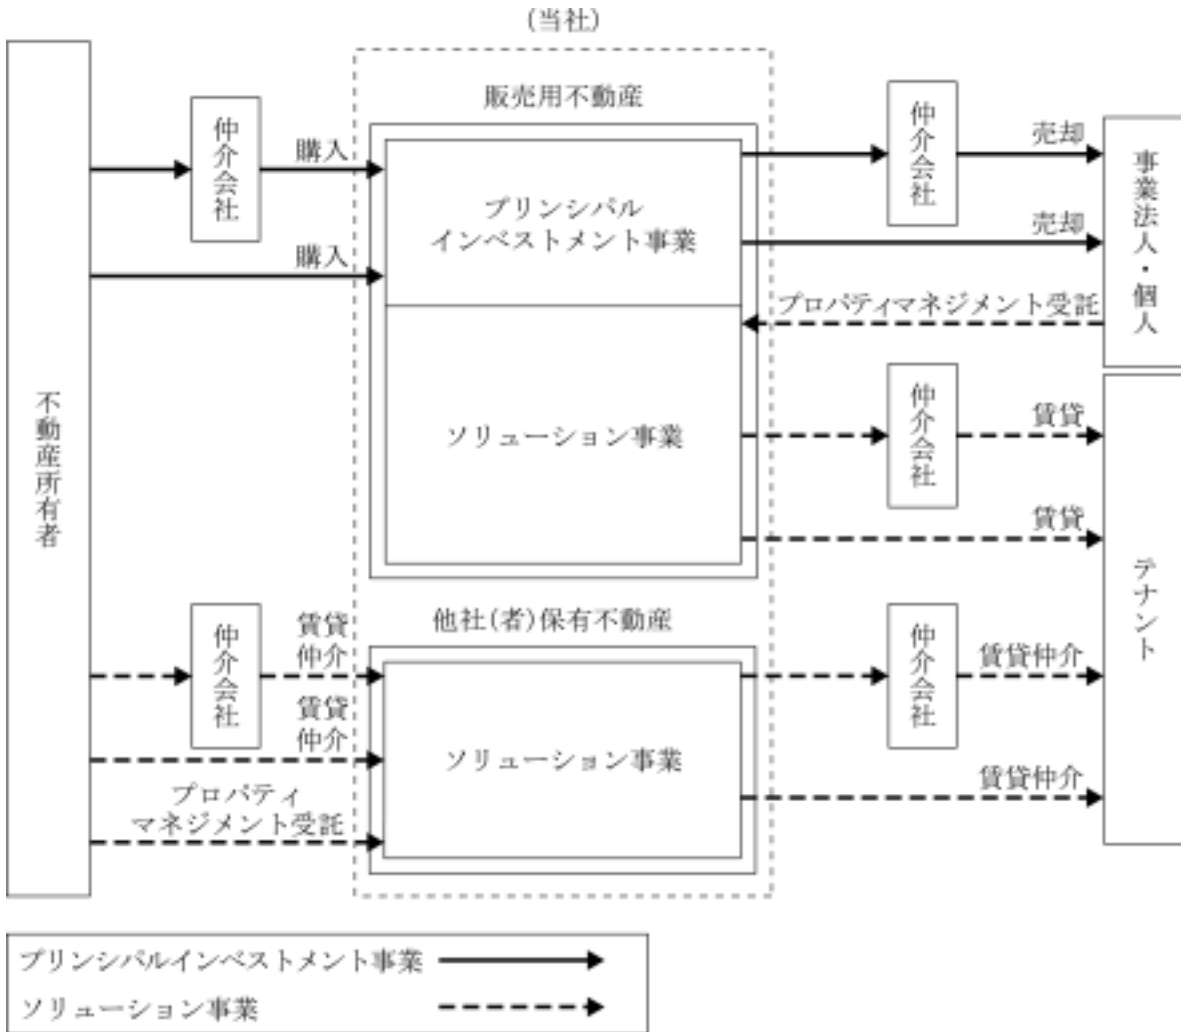 (当社)
販売用不動産
仲介会社
購入
購入
プリンシパル
インベストメント事業
仲介会社
売却
売却
プロパティマネジメント受託
事業法人・個人
不動産所有者
ソリューション事業
仲介会社
賃貸
賃貸
テナント
他社(者)保有不動産
仲介会社
賃貸
仲介
賃貸
仲介
プロパティ
マネジメント受託
ソリューション事業
仲介会社
賃貸仲介
賃貸仲介
プリンシパルインベストメント事業
ソリューション事業